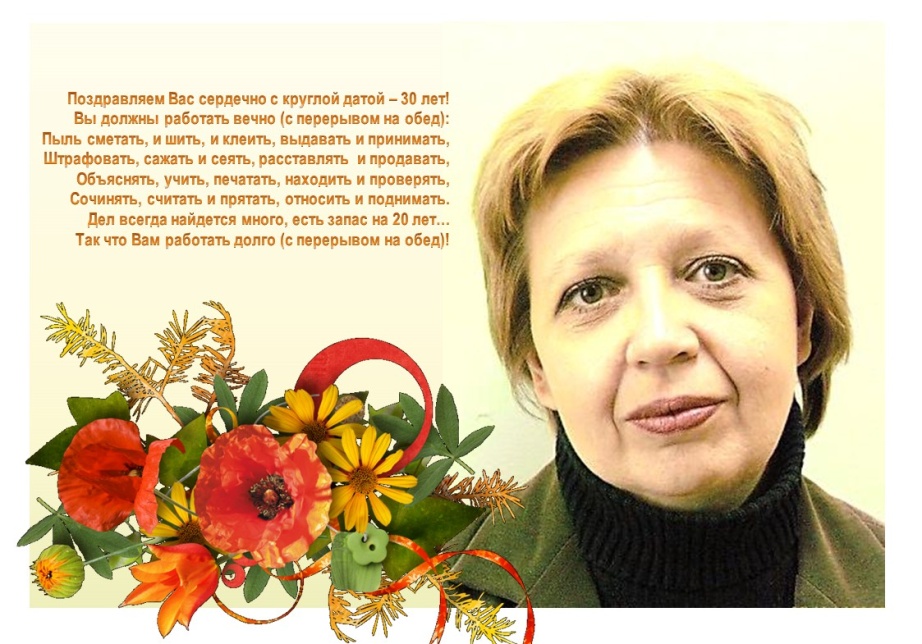 Поздравляем Вас сердечно с круглой датой – 30 лет!
Вы должны работать вечно (с перерывом на обед):
Пыль сметать, и шить, и клеить, выдавать и принимать,
Штрафовать, сажать и сеять, расставлять  и продавать,
Объяснять, учить, печатать, находить и проверять,
Сочинять, считать и прятать, относить и поднимать.
Дел всегда найдется много, есть запас на 20 лет...
Так что Вам работать долго (с перерывом на обед)!